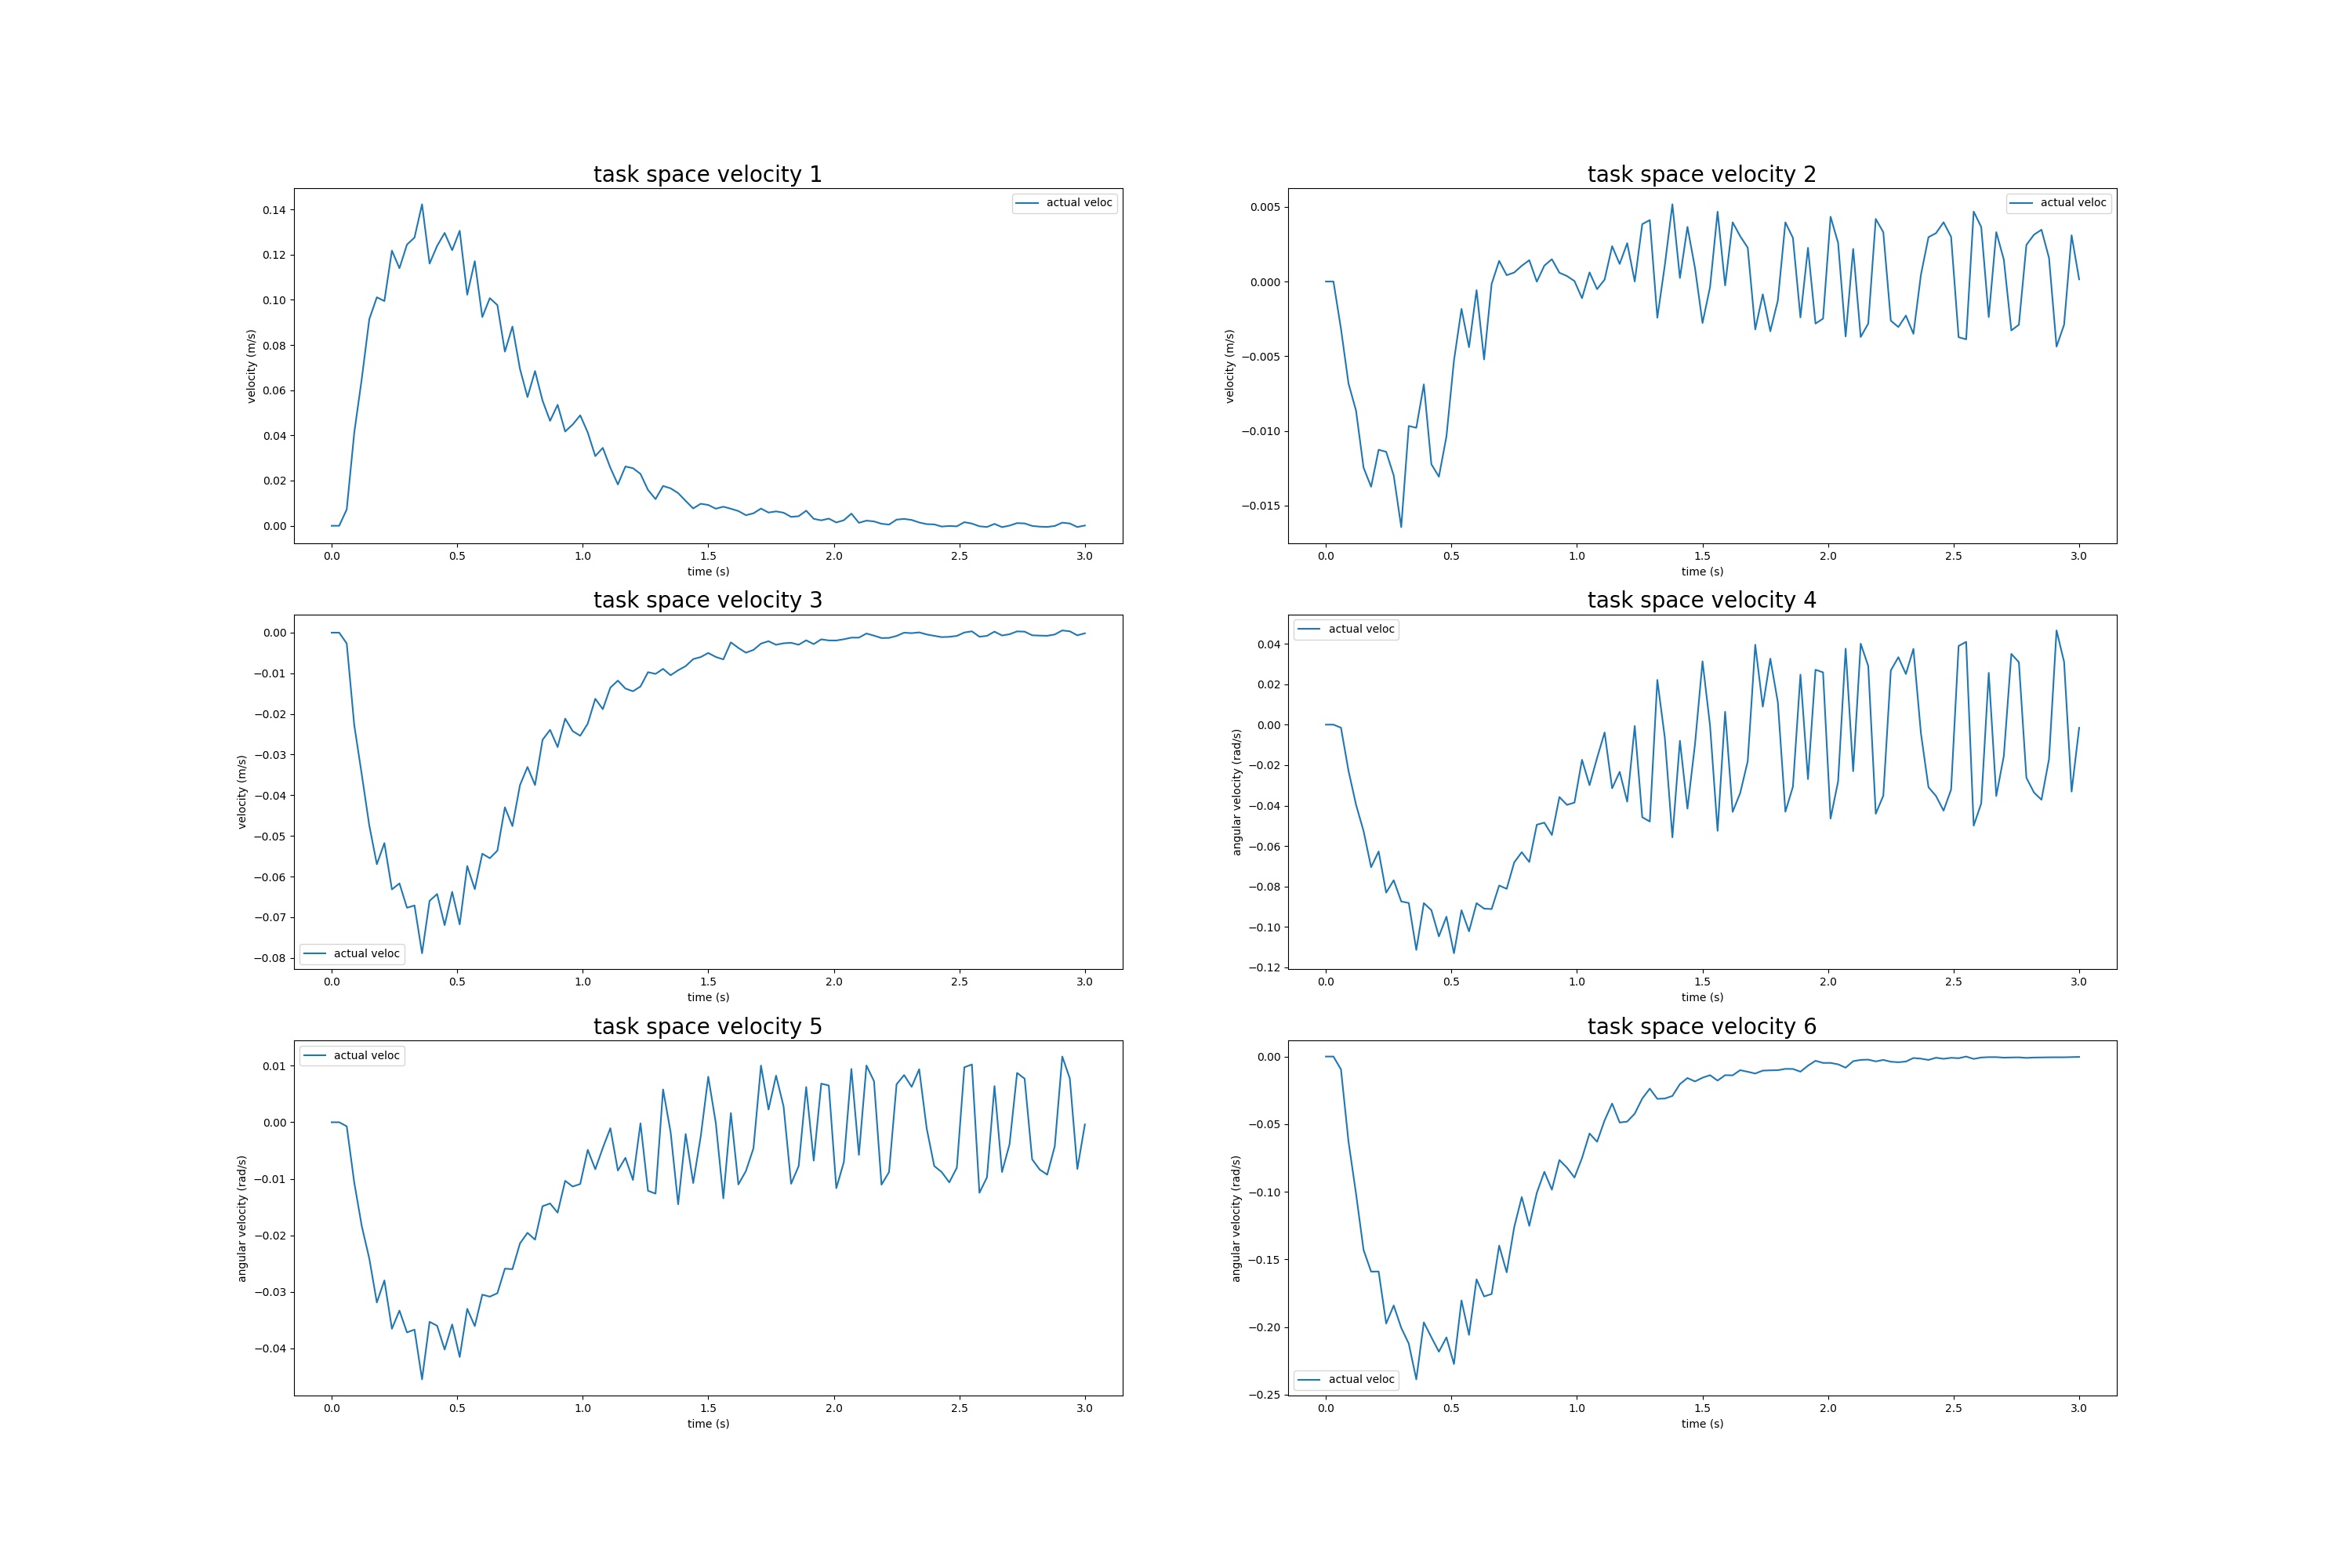 task space velocity 1
actual veloc
velocity (m/s)
0.14
0.12
0.10
0.08
0.06
0.04
0.02
0.00
0.0 0.5 1.0 1.5 2.0 2.5 3.0
time (s)
task space velocity 2
actual veloc
velocity (m/s)
0.005
0.000
−0.005
−0.010
−0.015
0.0 0.5 1.0 1.5 2.0 2.5 3.0
time (s)
task space velocity 3
actual veloc
velocity (m/s)
0.00
−0.01
−0.02
−0.03
−0.04
−0.05
−0.06
−0.07
−0.08
0.0 0.5 1.0 1.5 2.0 2.5 3.0
time (s)
task space velocity 4
actual veloc
angular velocity (rad/s)
0.04
0.02
0.00
−0.02
−0.04
−0.06
−0.08
−0.10
−0.12
0.0 0.5 1.0 1.5 2.0 2.5 3.0
time (s)
task space velocity 5
actual veloc
angular velocity (rad/s)
0.01
0.00
−0.01
−0.02
−0.03
−0.04
0.0 0.5 1.0 1.5 2.0 2.5 3.0
time (s)
task space velocity 6
actual veloc
angular velocity (rad/s)
0.00
−0.05
−0.10
−0.15
−0.20
−0.25
0.0 0.5 1.0 1.5 2.0 2.5 3.0
time (s)